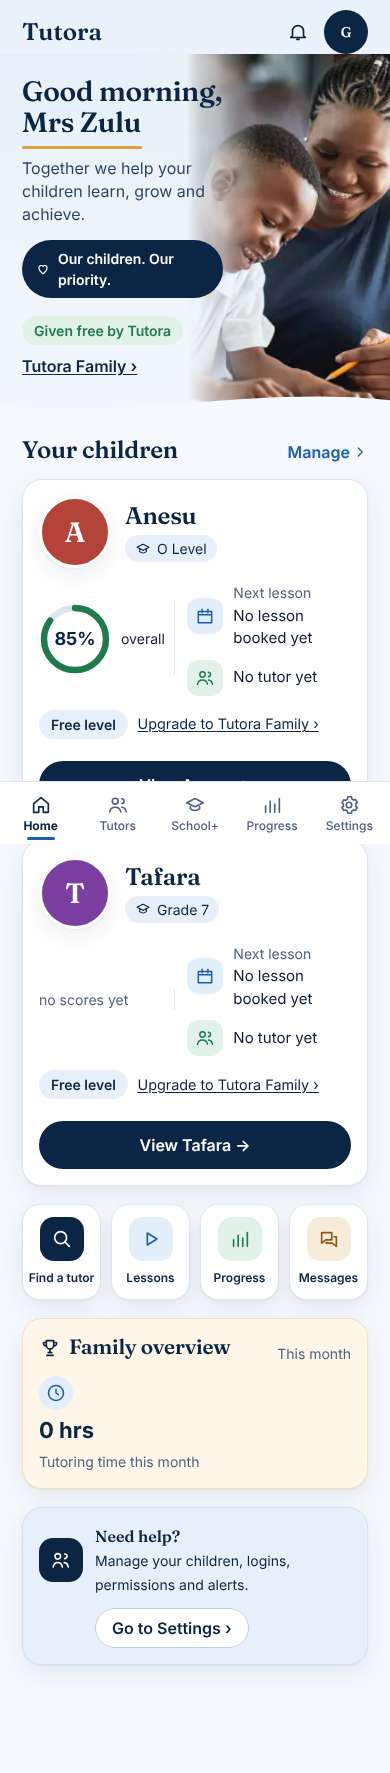 Tutora
G
Good morning,
Mrs Zulu
Together we help your
children learn, grow and
achieve.
Our children. Our
priority.
Given free by Tutora
Tutora Family ›
Your children
Manage ›
A
Anesu
O Level
85%
overall
Next lesson
No lesson
booked yet
No tutor yet
Free level
Upgrade to Tutora Family ›
Home
Tutors
School+
Progress
Settings
T
Tafara
Grade 7
no scores yet
Next lesson
No lesson
booked yet
No tutor yet
Free level
Upgrade to Tutora Family ›
View Tafara →
Find a tutor
Lessons
Progress
Messages
Family overview
This month
0 hrs
Tutoring time this month
Need help?
Manage your children, logins,
permissions and alerts.
Go to Settings ›